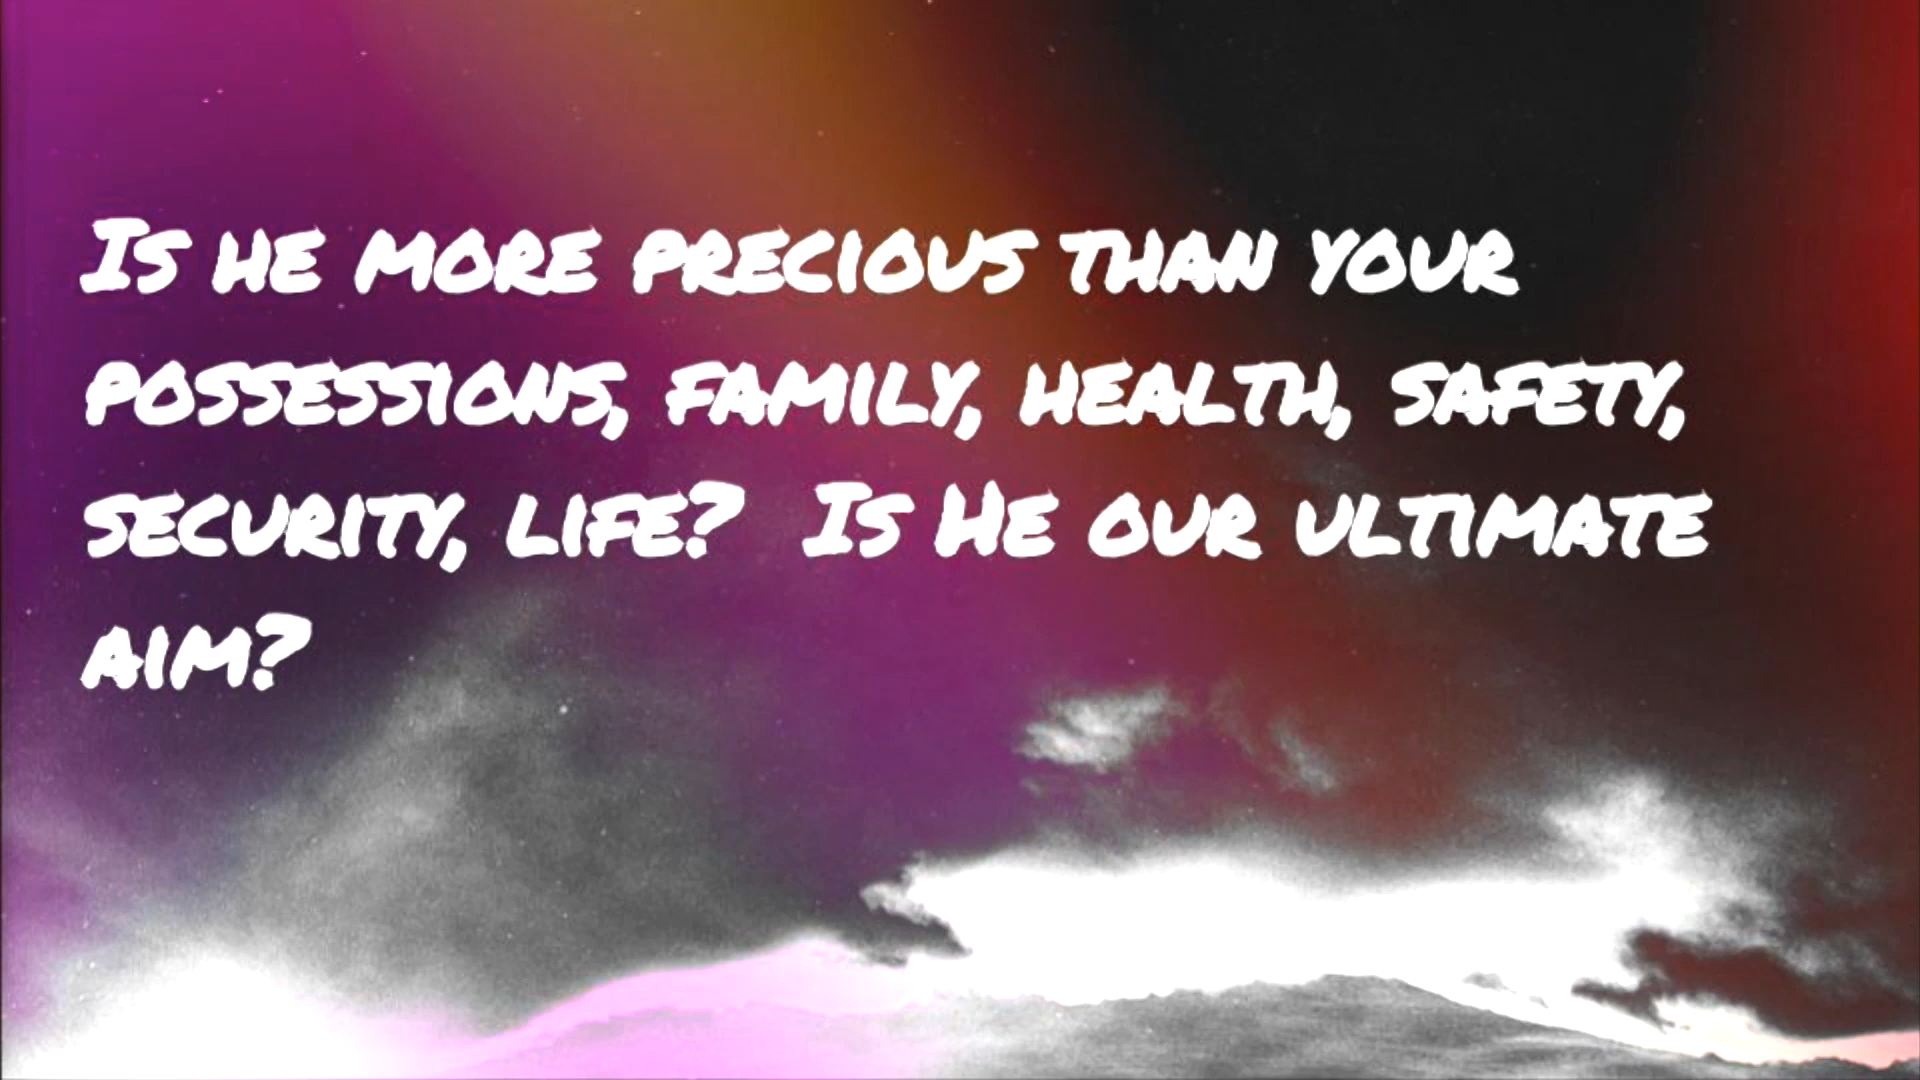 Is he more precious than your
possessions, family, health, safety,
security, life?  Is He our ultimate
aim?